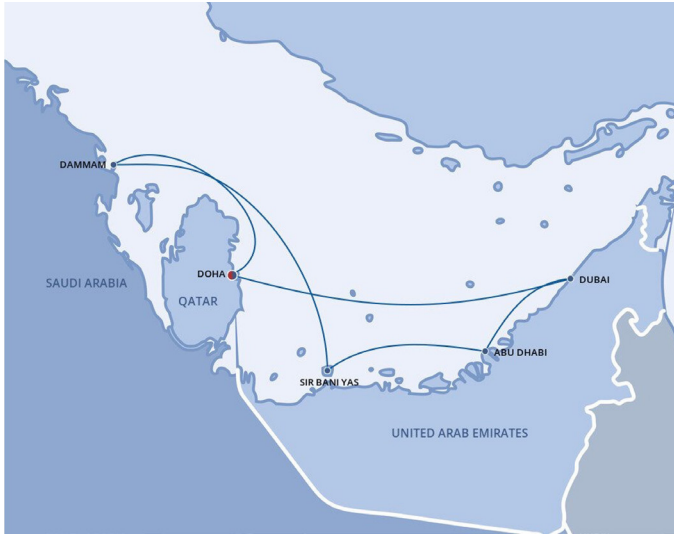 DAMMAM
DOHA
SAUDI ARABIA
QATAR
DUBAI
ABU DHABI
SIR BANI YAS
UNITED ARAB EMIRATES